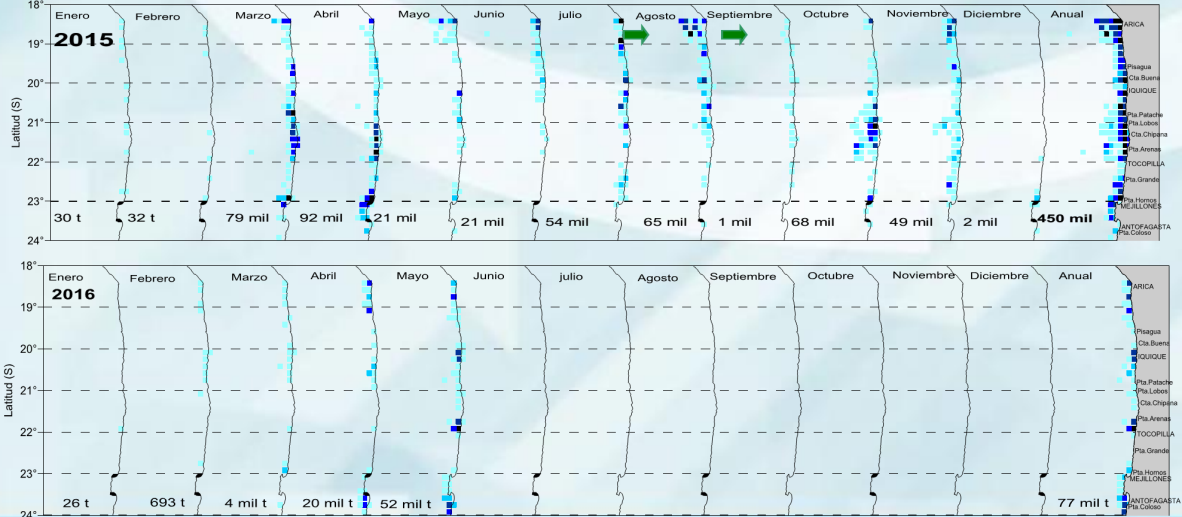 18°
Enero Febrero Marzo Abril Mayo Junio julio Agosto Septiembre Octubre Noviembre Diciembre Anual
ARICA
2015
19°
Pisagua
Cta.Buena
20°
IQUIQUE
Pta.Patache
Pta.Lobos
21°
Cta.Chipana
Pta.Arenas
22°
TOCOPILLA
Pta.Grande
Pta.Hornos
23°
MEJILLONES
30 t 32 t 79 mil 92 mil 21 mil 21 mil 54 mil 65 mil 1 mil 68 mil 49 mil 2 mil 450 mil
ANTOFAGASTA
Pta.Coloso
24°
Latitud (S)
18°
Enero Febrero Marzo Abril Mayo Junio julio Agosto Septiembre Octubre Noviembre Diciembre Anual
ARICA
2016
19°
Pisagua
Cta.Buena
20°
IQUIQUE
Pta.Patache
21°
Pta.Lobos
Cta.Chipana
Pta.Arenas
22°
TOCOPILLA
Pta.Grande
Pta.Hornos
23°
MEJILLONES
26 t 693 t 4 mil t 20 mil t 52 mil t 77 mil t
ANTOFAGASTA
Pta.Coloso
24°
Latitud (S)